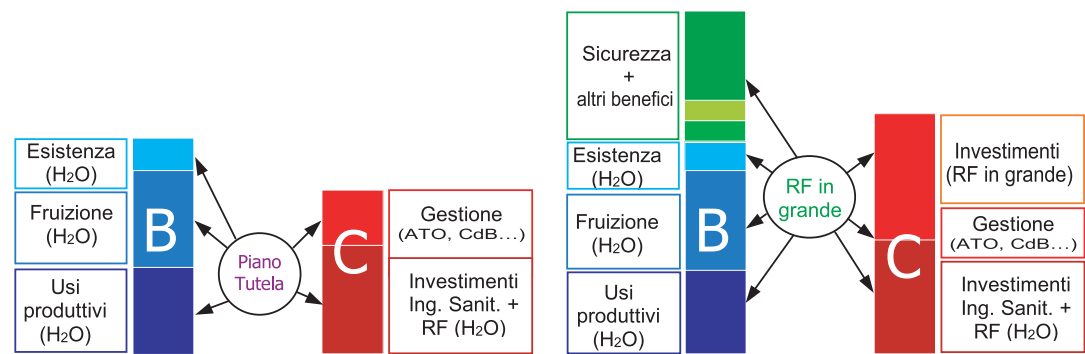 Esistenza
(H₂O)
Fruizione
(H₂O)
Usi
produttivi
(H₂O)
B
Piano
Tutela
C
Gestione
(ATO, CdB...)
Investimenti
Ing. Sanit. +
RF (H₂O)
Sicurezza
+
altri benefici
Esistenza
(H₂O)
Fruizione
(H₂O)
Usi
produttivi
(H₂O)
B
RF in
grande
C
Investimenti
(RF in grande)
Gestione
(ATO, CdB...)
Investimenti
Ing. Sanit. +
RF (H₂O)